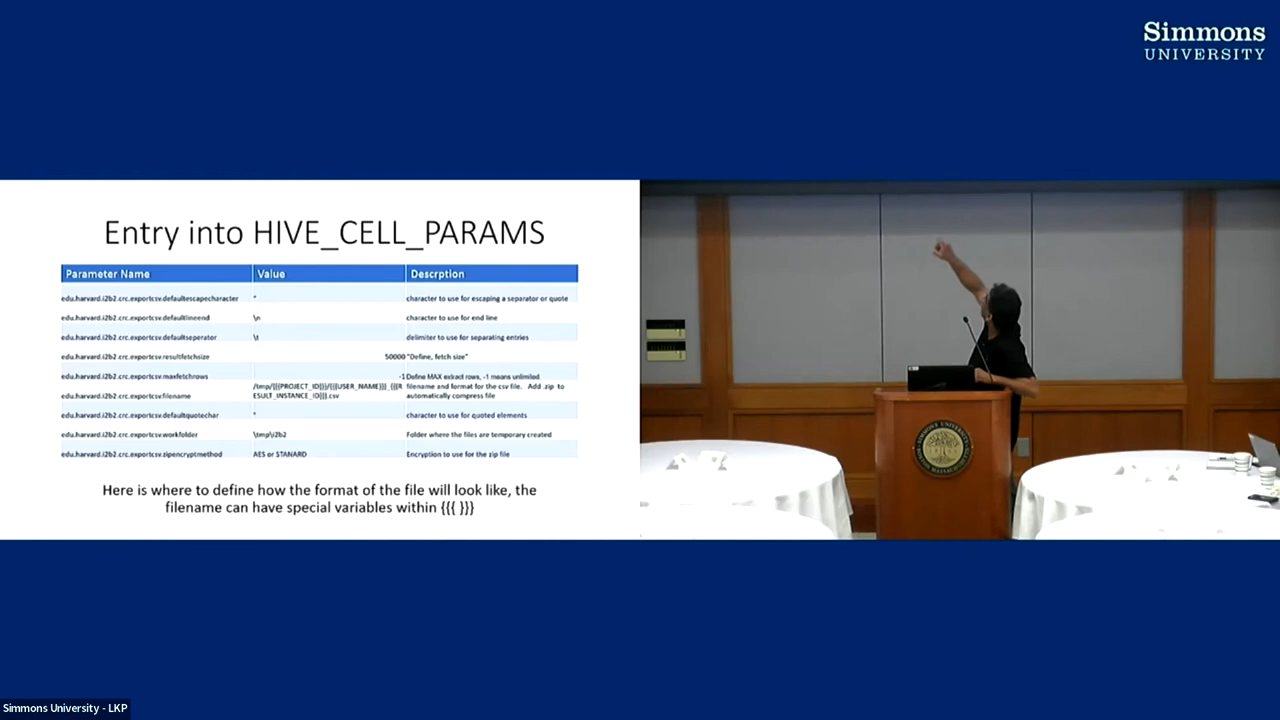 Simmons
UNIVERSITY
Entry into HIVE_CELL_PARAMS
Parameter Name Value Descrption
edu.harvard.i2b2.crc.exportcsv.defaultescapecharacter " character to use for escaping a separator or quote
edu.harvard.i2b2.crc.exportcsv.defaultlineend \n character to use for end line
edu.harvard.i2b2.crc.exportcsv.defaultseperator \t delimiter to use for separating entries
edu.harvard.i2b2.crc.exportcsv.resultfetchsize 50000 "Define, fetch size"
edu.harvard.i2b2.crc.exportcsv.maxfetchrows -1 Define MAX extract rows, -1 means unlimited.
/tmp/{{{PROJECT_ID}}}/{{{USER_NAME}}}_{{{R filename and format for the csv file. Add .zip to
edu.harvard.i2b2.crc.exportcsv.filename ESULT_INSTANCE_ID}}}.csv automatically compress file
edu.harvard.i2b2.crc.exportcsv.defaultquotechar " character to use for quoted elements
edu.harvard.i2b2.crc.exportcsv.workfolder \tmp\i2b2 Folder where the files are temporary created
edu.harvard.i2b2.crc.exportcsv.zipencryptmethod AES or STANARD Encryption to use for the zip file
Here is where to define how the format of the file will look like, the
filename can have special variables within {{{ }}}
Simmons University - LKP